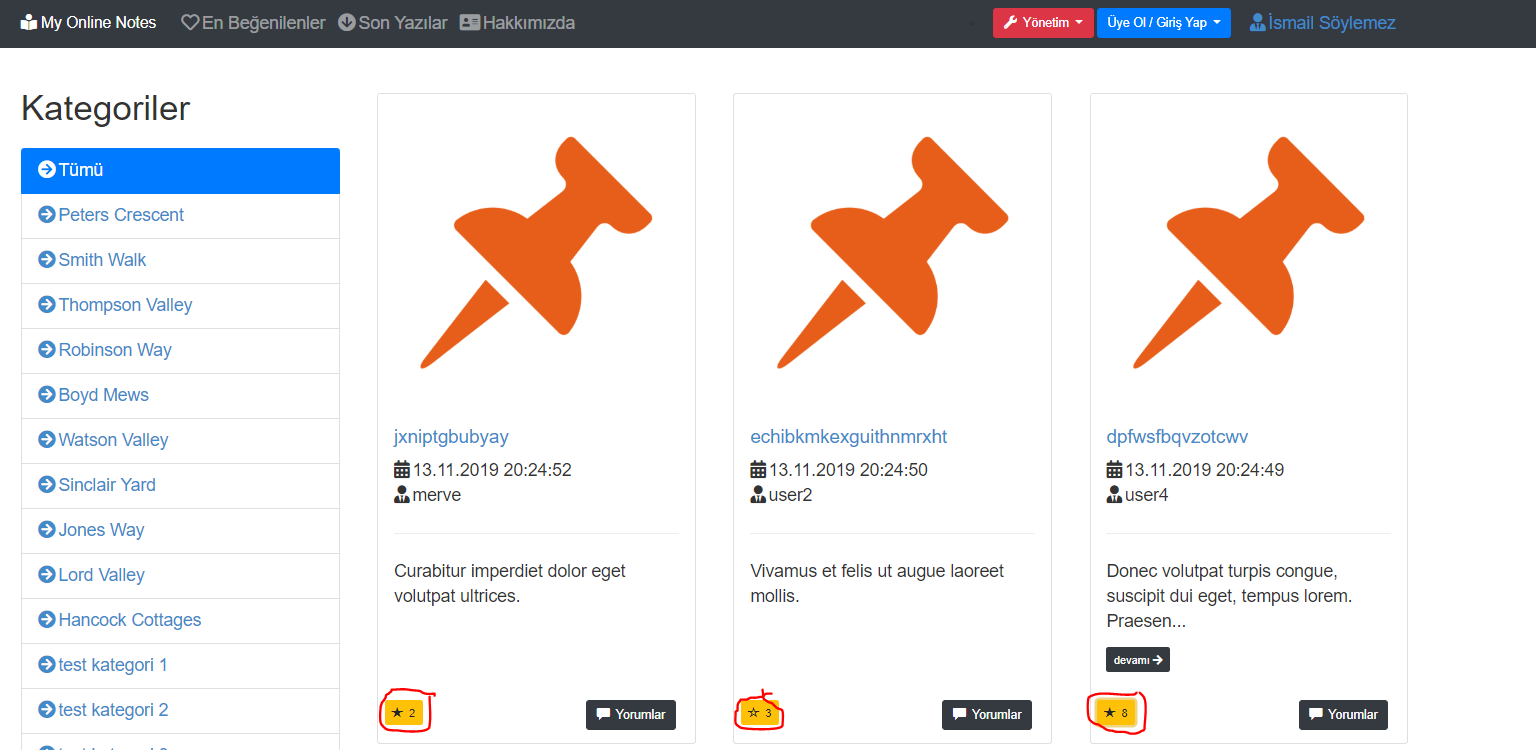 My Online Notes En Beğenilenler Son Yazılar Hakkımızda Yönetim Üye Ol / Giriş Yap İsmail Söylemez
Kategoriler
Tümü
Peters Crescent
Smith Walk
Thompson Valley
Robinson Way
Boyd Mews
Watson Valley
Sinclair Yard
Jones Way
Lord Valley
Hancock Cottages
test kategori 1
test kategori 2
jxniptgbubyay
13.11.2019 20:24:52
merve
Curabitur imperdiet dolor eget
volutpat ultrices.
2 Yorumlar
echibkmkexguithnmrxht
13.11.2019 20:24:50
user2
Vivamus et felis ut augue laoreet
mollis.
3 Yorumlar
dpfwsfbqvzotcwv
13.11.2019 20:24:49
user4
Donec volutpat turpis congue,
suscipit dui eget, tempus lorem.
Praesen...
devamı
8 Yorumlar